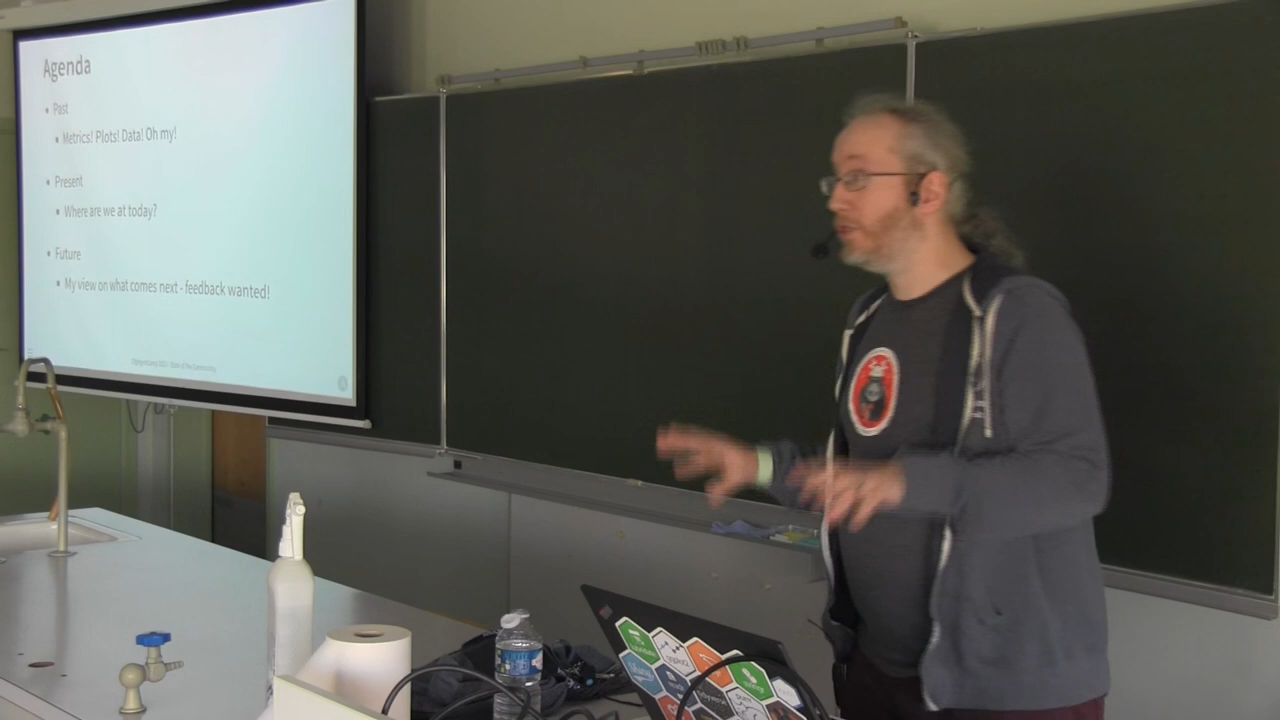 Agenda
Past
Metrics! Plots! Data! Oh my!
Present
Where are we at today?
Future
My view on what comes next - feedback wanted!